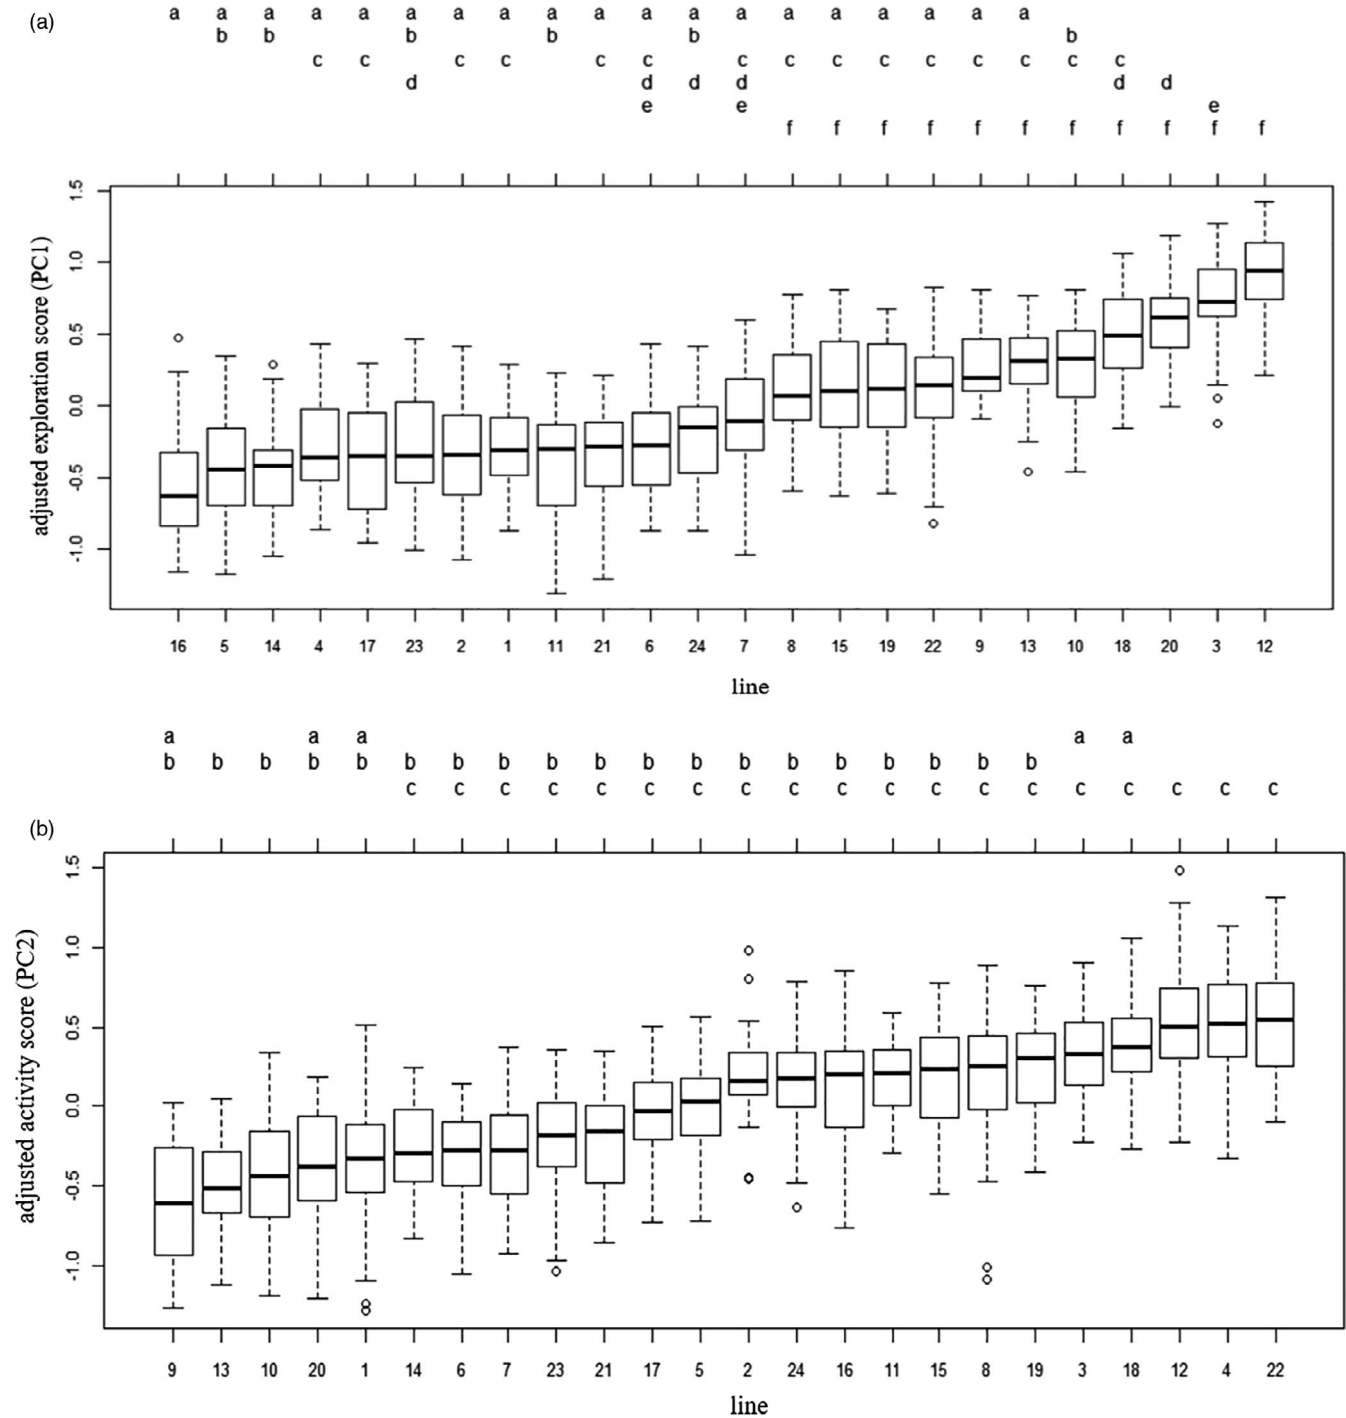 (a)
a a a a a a a a a a a a a a a a a a a
b b b b b b
c c c c c c c c c c c c c c c
d d d d d d
e e e
f f f f f f f f f f f
adjusted exploration score (PC1)
1.5
1.0
0.5
0.0
-0.5
-1.0
16 5 14 4 17 23 2 1 11 21 6 24 7 8 15 19 22 9 13 10 18 20 3 12
line
a a a a a
b b b b b b b b b b b b b b b b b b b
c c c c c c c c c c c c c c c c c c c
(b)
adjusted activity score (PC2)
1.5
1.0
0.5
0.0
-0.5
-1.0
9 13 10 20 1 14 6 7 23 21 17 5 2 24 16 11 15 8 19 3 18 12 4 22
line